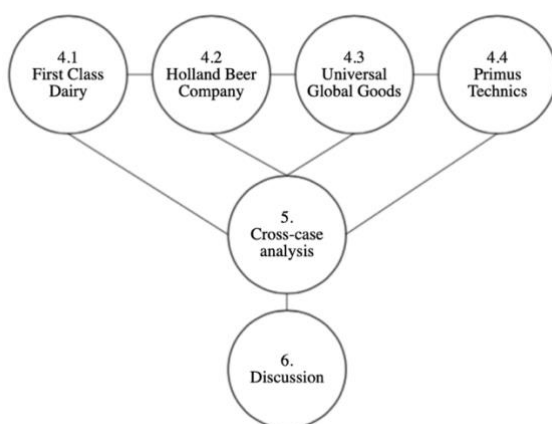 4.1
First Class
Dairy
4.2
Holland Beer
Company
4.3
Universal
Global Goods
4.4
Primus
Technics
5.
Cross-case
analysis
6.
Discussion